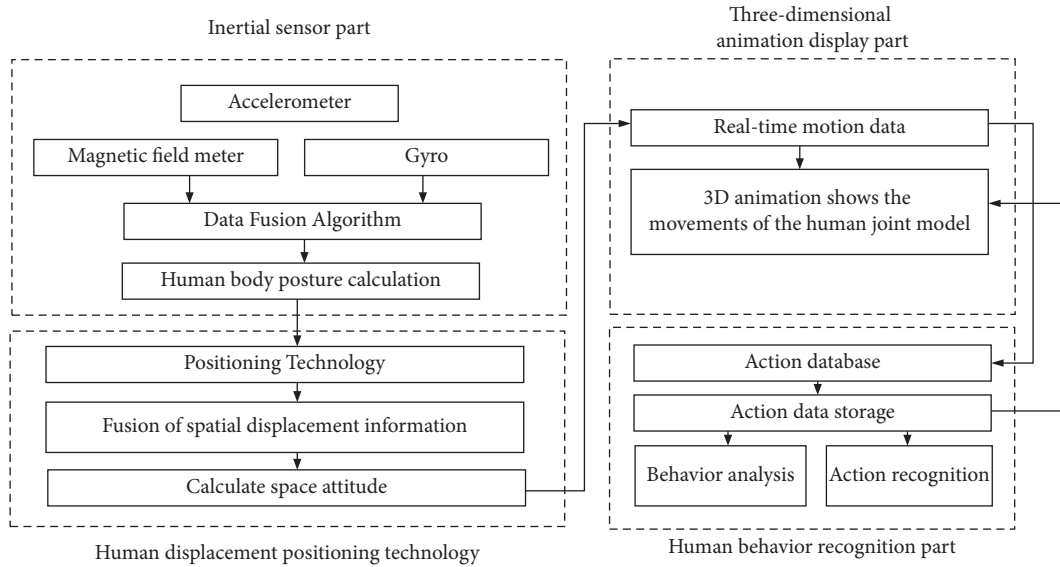 Inertial sensor part
Accelerometer
Magnetic field meter
Gyro
Data Fusion Algorithm
Human body posture calculation
Positioning Technology
Fusion of spatial displacement information
Calculate space attitude
Human displacement positioning technology
Three-dimensional
animation display part
Real-time motion data
3D animation shows the
movements of the human joint model
Action database
Action data storage
Behavior analysis
Action recognition
Human behavior recognition part